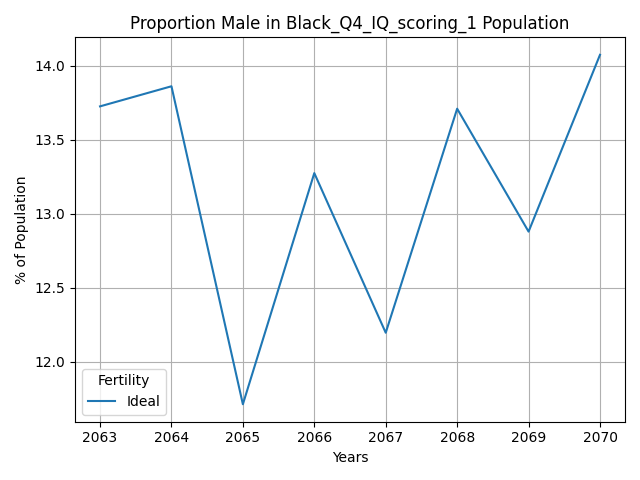 Proportion Male in Black_Q4_IQ_scoring_1 Population
% of Population
14.0
13.5
13.0
12.5
12.0
Fertility
Ideal
2063 2064 2065 2066 2067 2068 2069 2070
Years